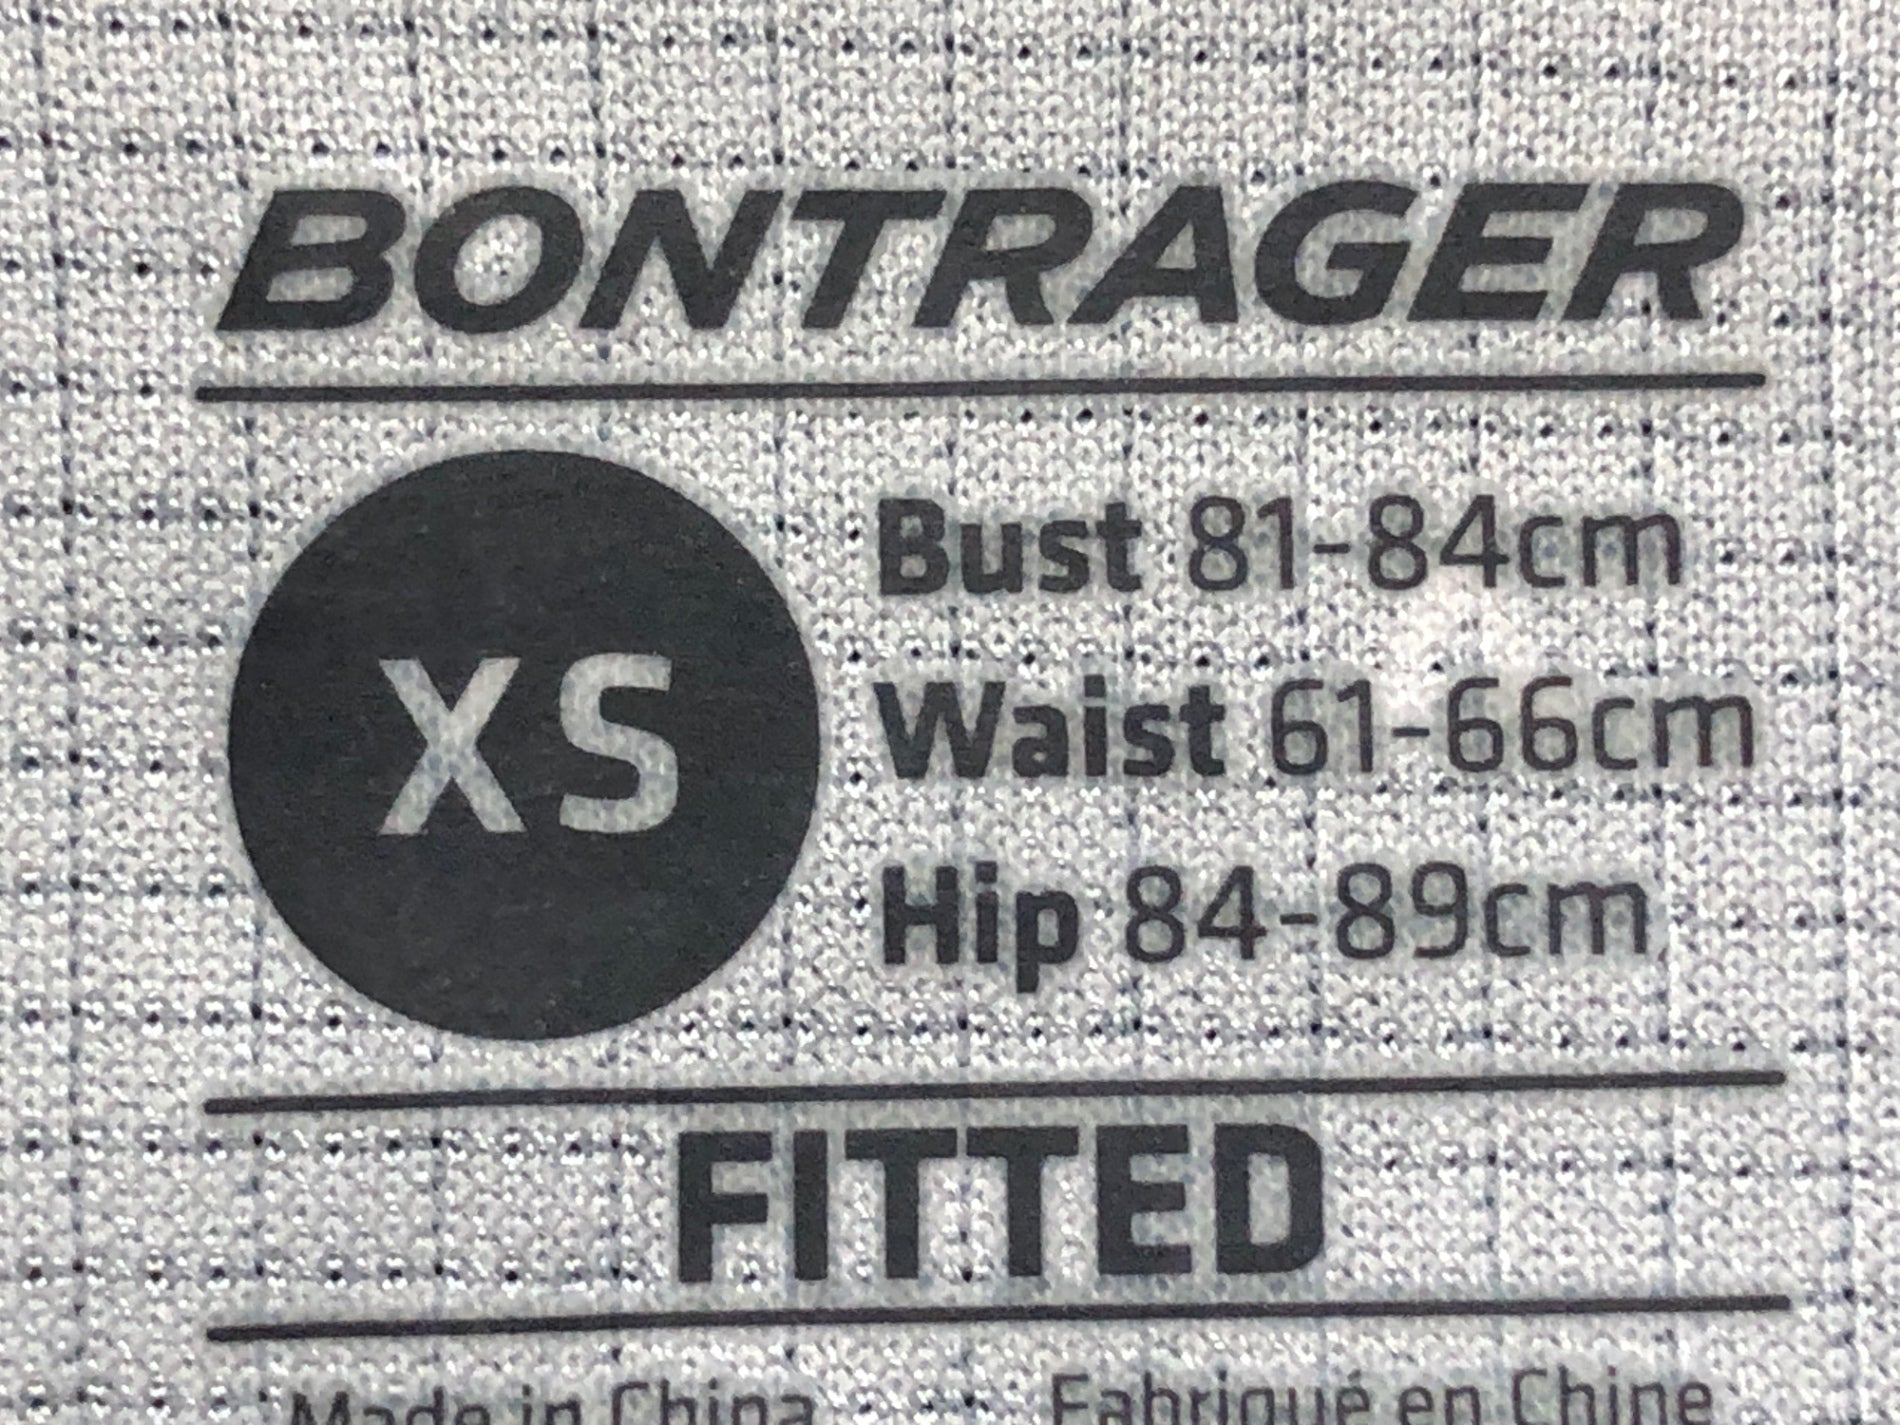 BONTRAGER
XS
Bust 81-84cm
Waist 61-66cm
Hip 84-89cm
FITTED
Made in China Fabriqué en Chine